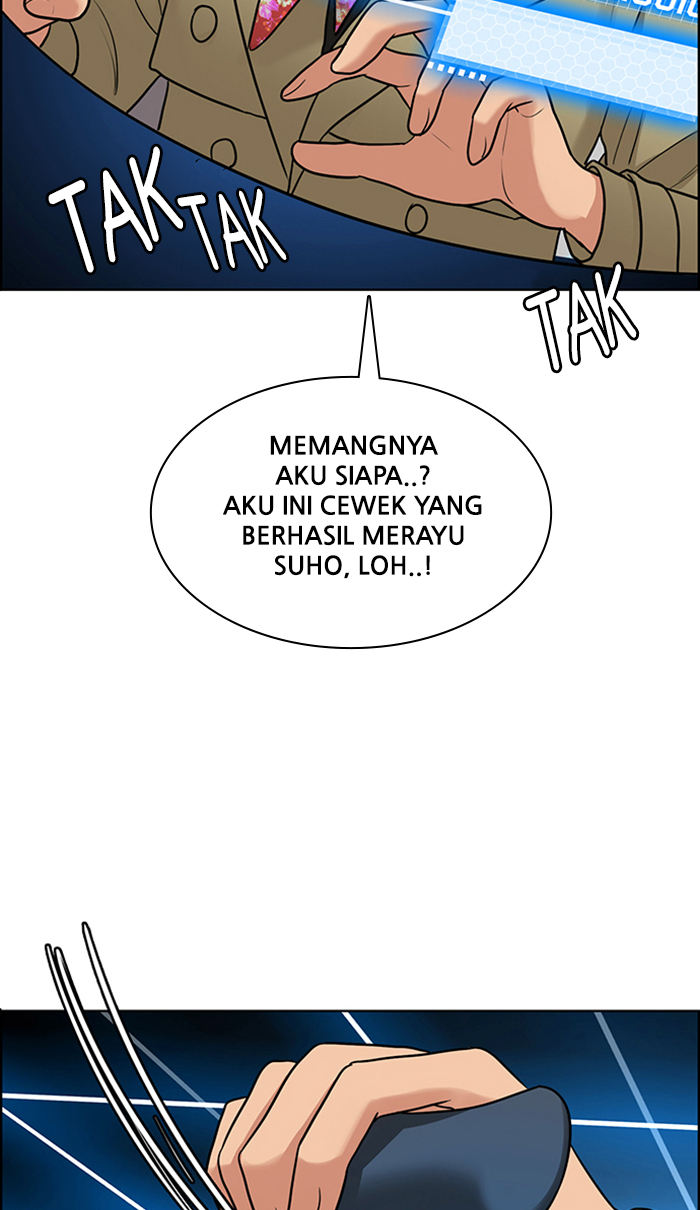 TAK
TAK
TAK
MEMANGNYA
AKU SIAPA..?
AKU INI CEWEK YANG
BERHASIL MERAYU
SUHO, LOH..!